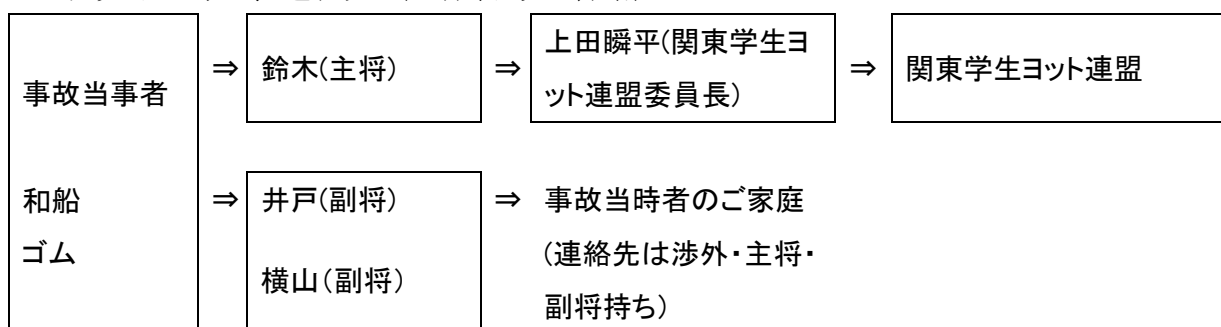 事故当事者
和船
ゴム
⇒
鈴木(主将)
⇒
上田瞬平(関東学生ヨ
ット連盟委員長)
⇒
関東学生ヨット連盟
⇒
井戸(副将)
横山(副将)
⇒
事故当時者のご家庭
(連絡先は渉外・主将・
副将持ち)